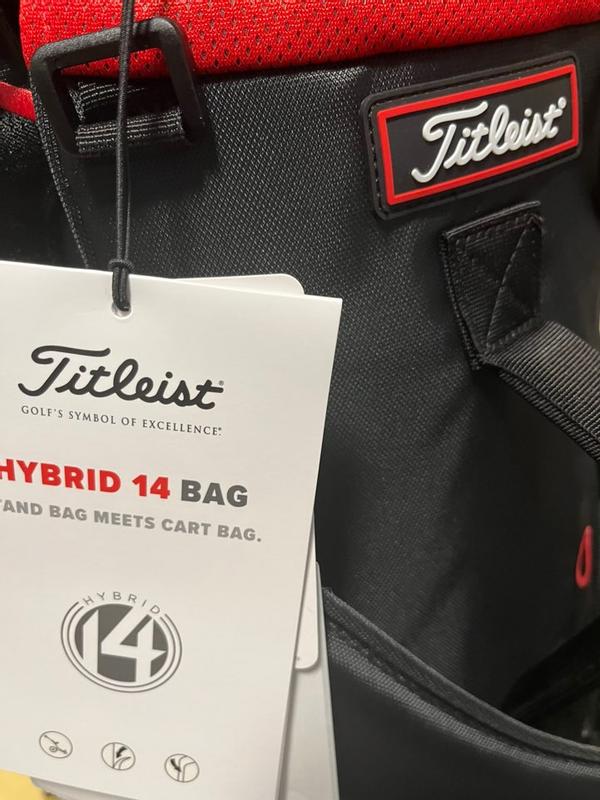 Titleist®
Titleist®
GOLF'S SYMBOL OF EXCELLENCE®
HYBRID 14 BAG
TAND BAG MEETS CART BAG.
HYBRID
14